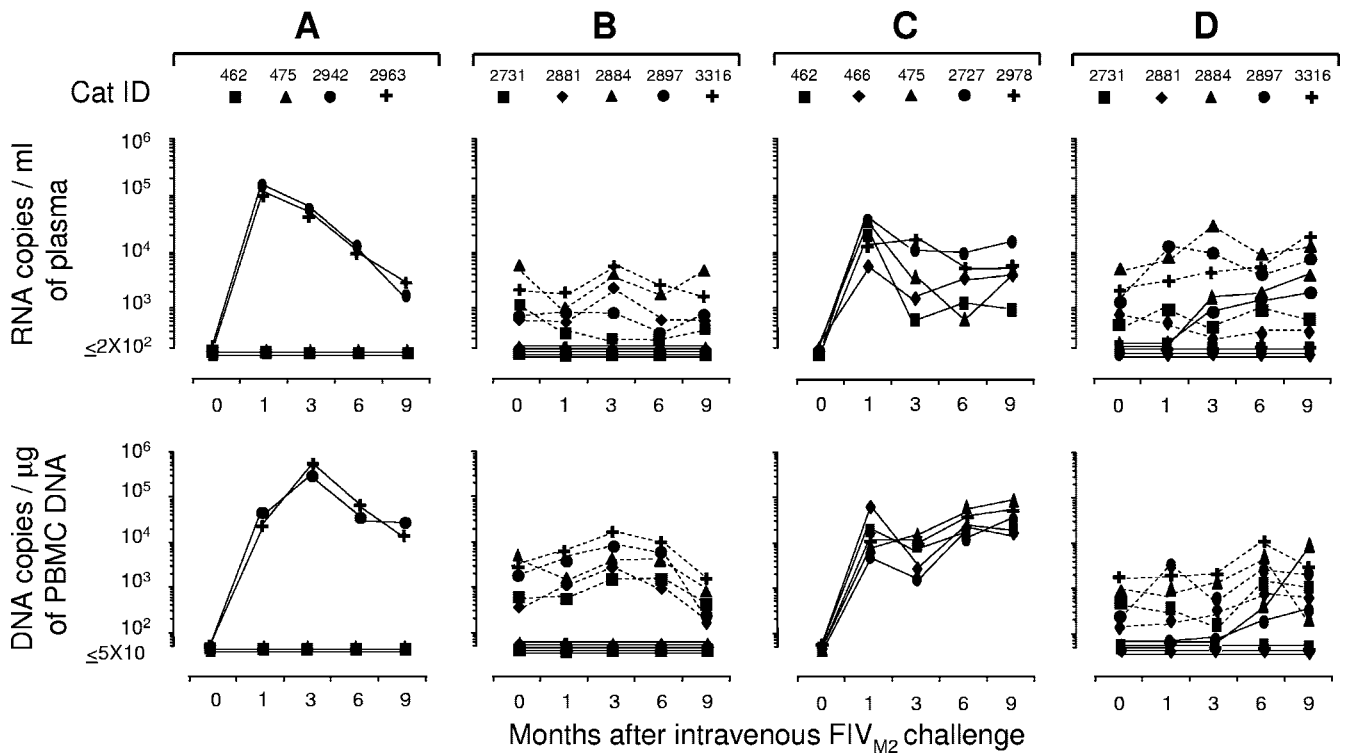 A B C D
Cat ID
462 475 2942 2963
2731 2881 2884 2897 3316
462 466 475 2727 2978
2731 2881 2884 2897 3316
RNA copies / ml
of plasma
10⁶
10⁵
10⁴
10³
≤2X10²
0 1 3 6 9
0 1 3 6 9
0 1 3 6 9
0 1 3 6 9
DNA copies / µg
of PBMC DNA
10⁶
10⁵
10⁴
10³
10²
≤5X10
0 1 3 6 9
0 1 3 6 9
0 1 3 6 9
0 1 3 6 9
Months after intravenous FIV_M2 challenge